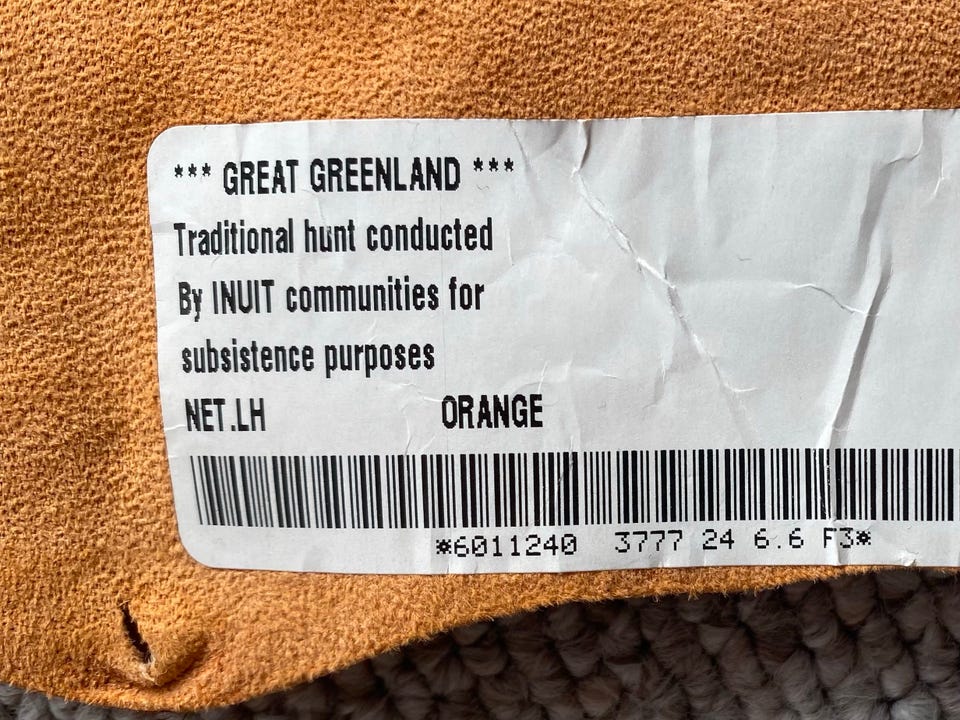 *** GREAT GREENLAND ***
Traditional hunt conducted
By INUIT communities for
subsistence purposes
NET.LH ORANGE
*6011240 3777 24 6.6 F3*